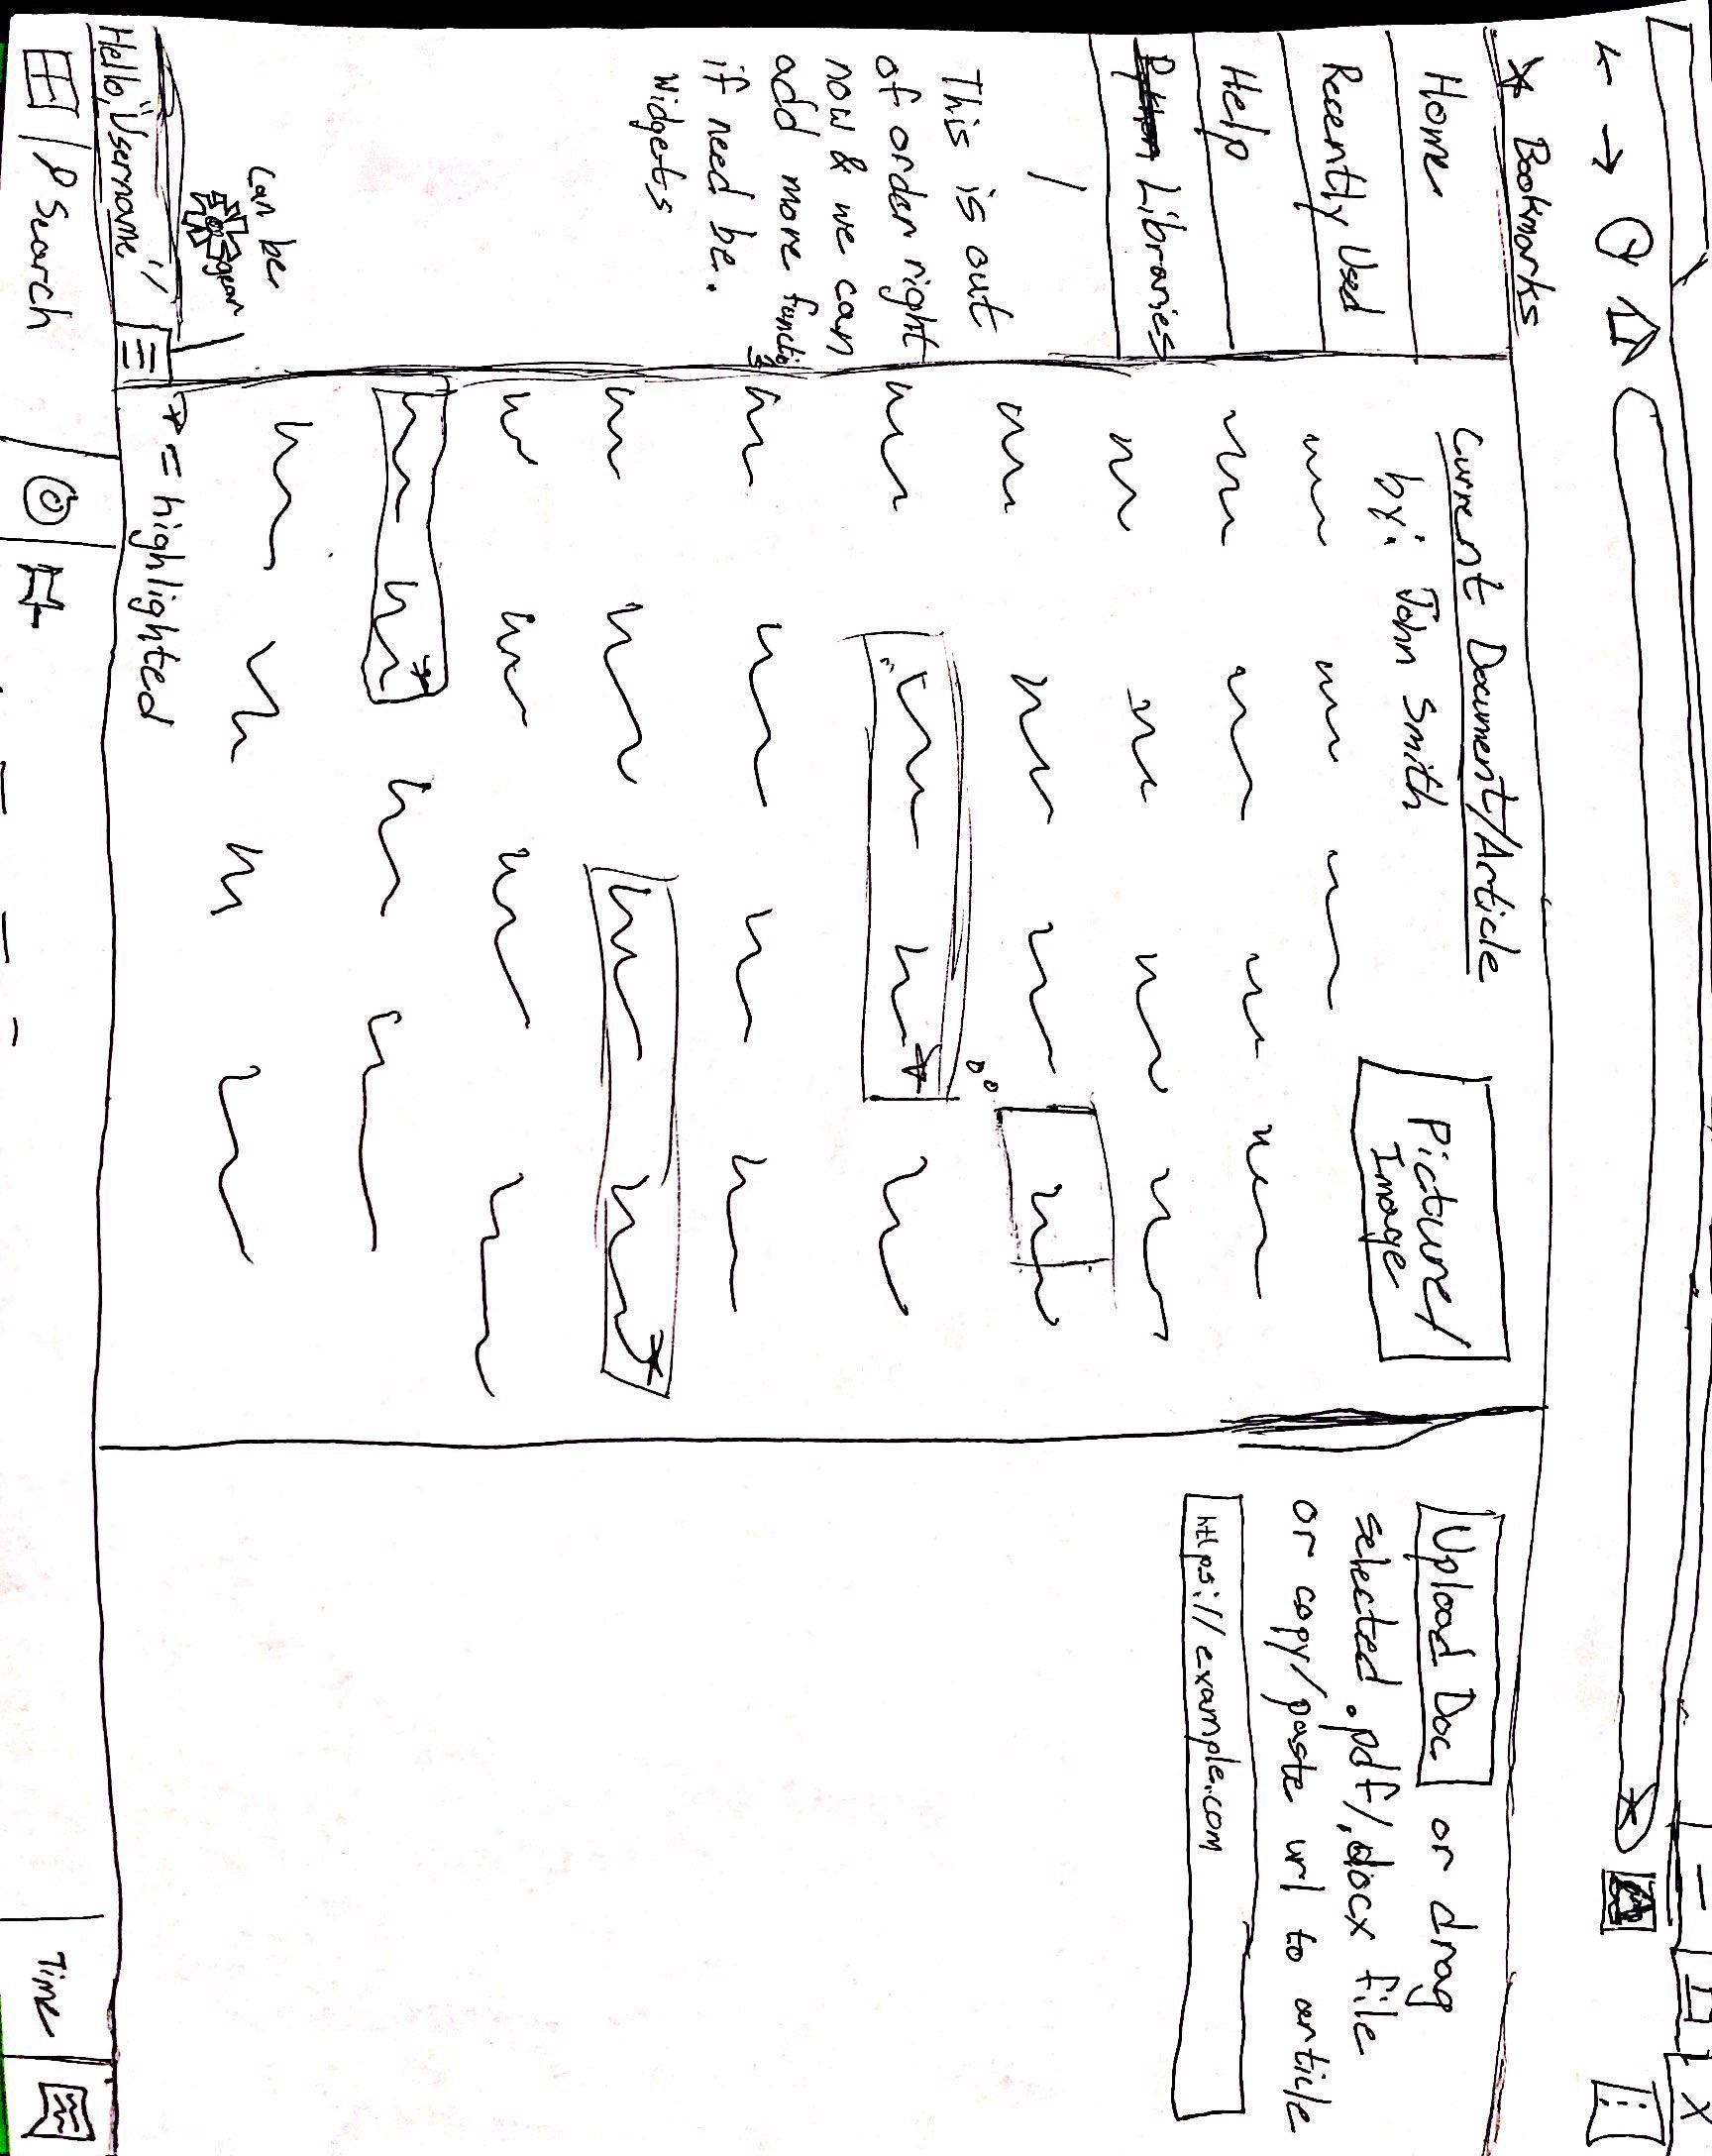 * Bookmarks
Home
Recently Used
Help
Libraries
This is out
of order right
now & we can
add more functions
if need be.
widgets
can be
gear
Hello, "Username"
Search
Current Document/Article
by: John Smith
Picture/
Image
* = highlighted
Upload Doc or drag
selected .pdf/.docx file
or copy/paste url to article
https://example.com
Time